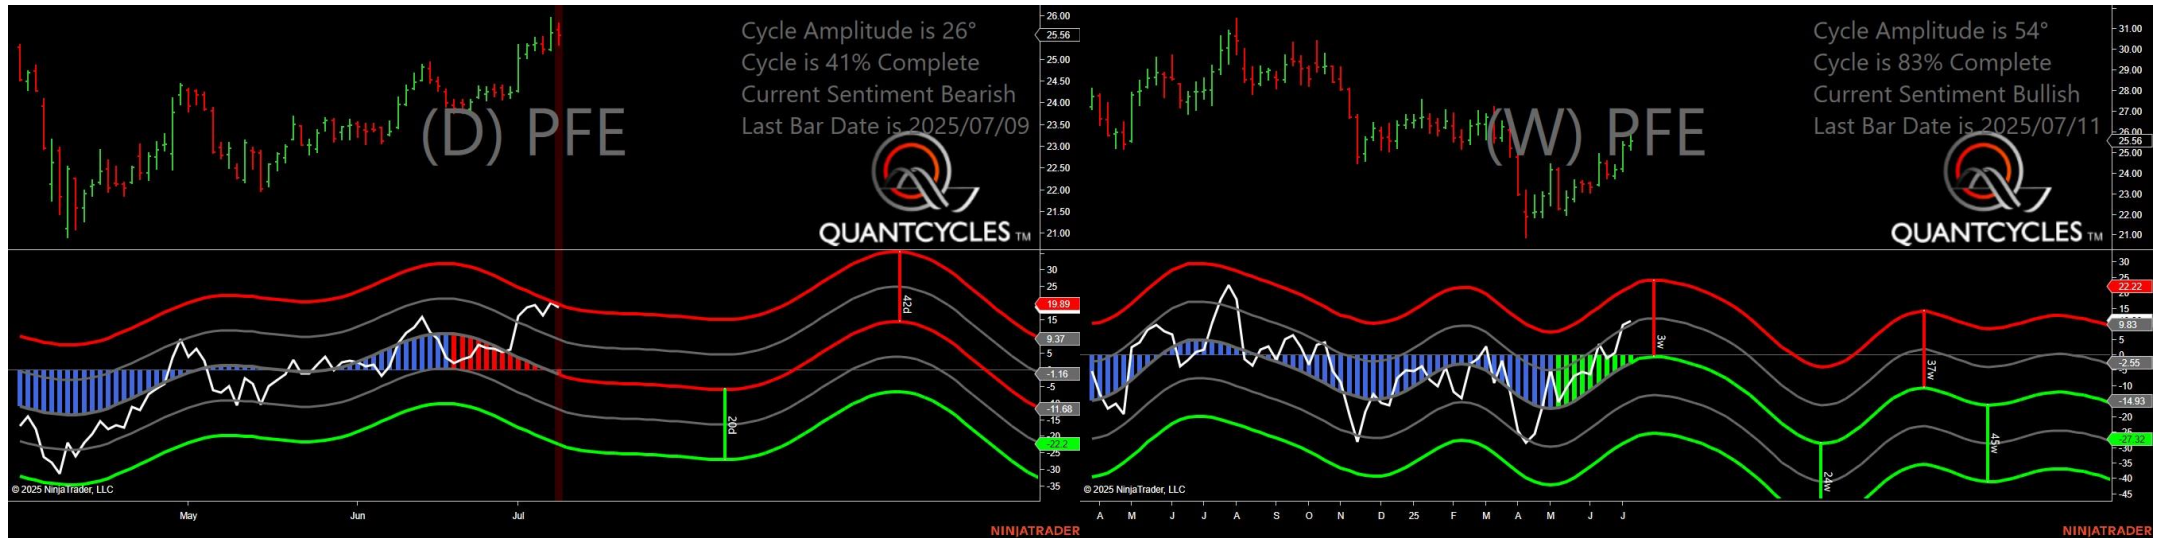 Cycle Amplitude is 26°
Cycle is 41% Complete
Current Sentiment Bearish
Last Bar Date is 2025/07/09
(D) PFE
QUANTCYCLES TM
26.00
25.56
25.00
24.50
24.00
23.50
23.00
22.50
22.00
21.50
21.00
30
25
19.89
15
9.37
5
-1.16
-5
-11.68
-15
-22.2
-25
-30
-35
20d
42d
© 2025 NinjaTrader, LLC
May
Jun
Jul
NINJATRADER
Cycle Amplitude is 54°
Cycle is 83% Complete
Current Sentiment Bullish
Last Bar Date is 2025/07/11
(W) PFE
QUANTCYCLES TM
31.00
30.00
29.00
28.00
27.00
26.00
25.56
25.00
24.00
23.00
22.00
21.00
30
25
22.22
15
9.83
5
-2.55
-10
-14.93
-20
-27.32
-30
-35
-40
-45
3w
24w
37w
45w
© 2025 NinjaTrader, LLC
A
M
J
J
A
S
O
N
D
25
F
M
A
M
J
J
NINJATRADER